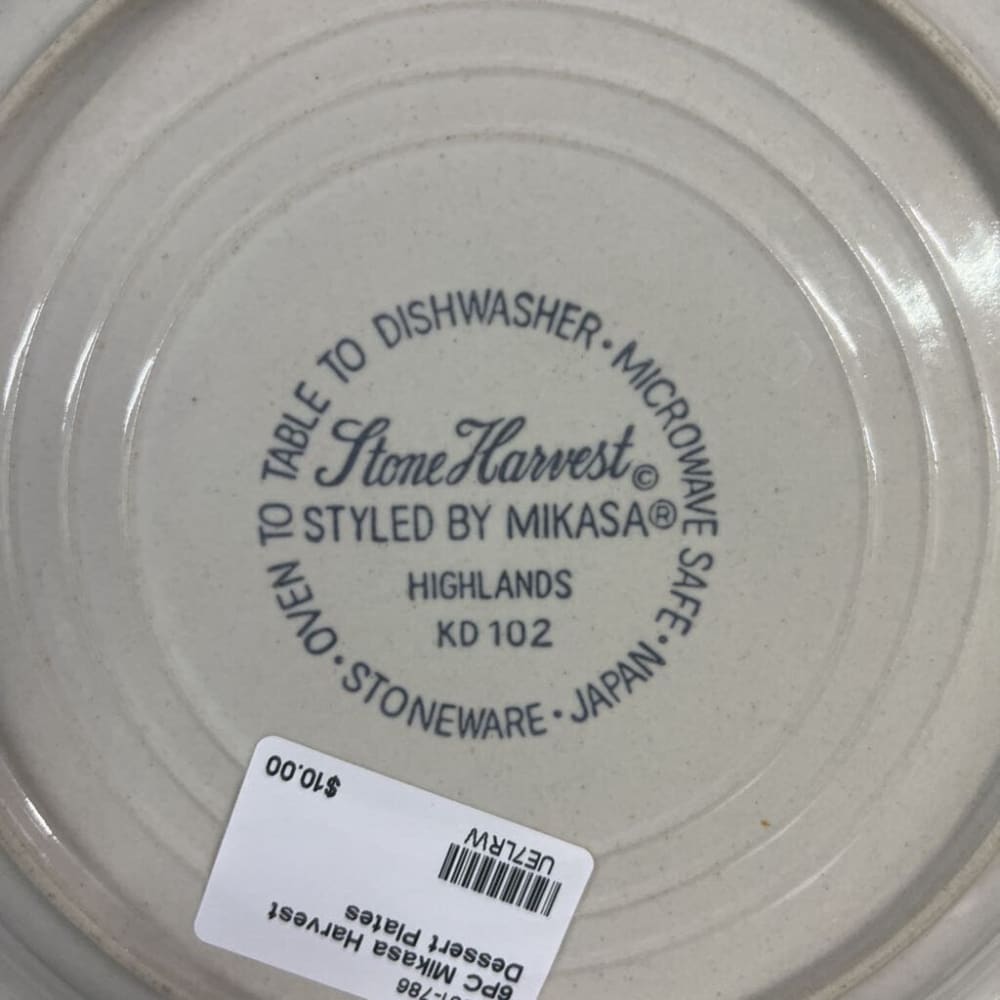 OVEN TO TABLE TO DISHWASHER • MICROWAVE SAFE •
Stone Harvest ©
STYLED BY MIKASA®
HIGHLANDS
KD 102
STONEWARE • JAPAN •
6PC Mikasa Harvest
Dessert Plates
UE7LRW
$10.00